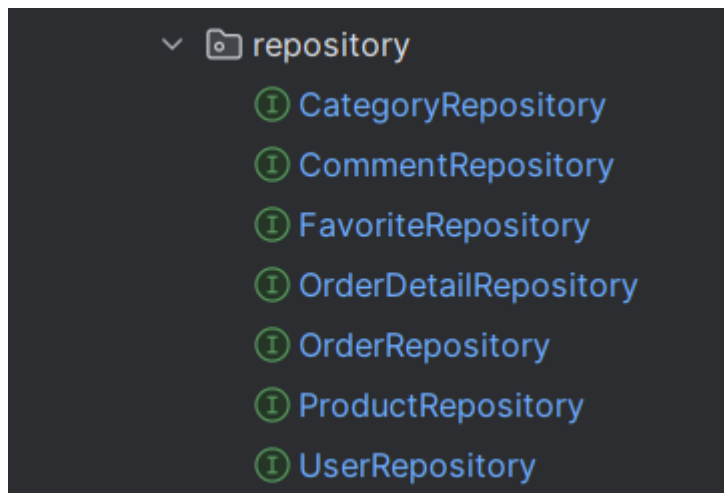 repository
CategoryRepository
CommentRepository
FavoriteRepository
OrderDetailRepository
OrderRepository
ProductRepository
UserRepository